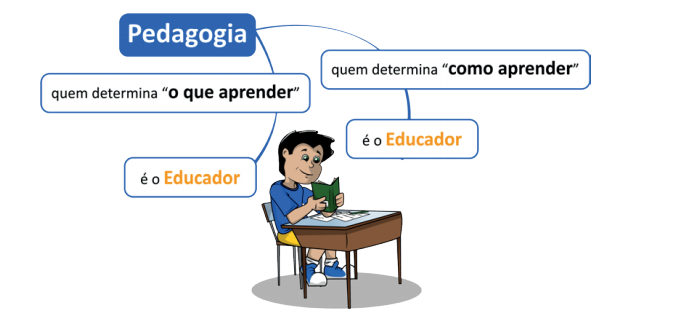 Pedagogia
quem determina “o que aprender”
é o Educador
quem determina “como aprender”
é o Educador